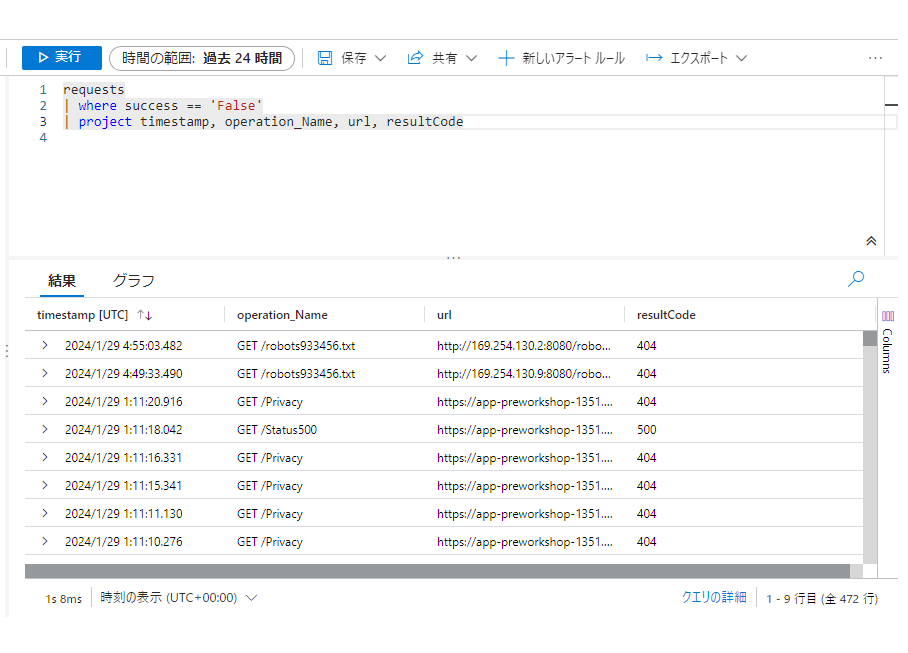 実行 時間の範囲: 過去 24 時間 保存 共有 新しいアラート ルール エクスポート ...
1 requests
2 | where success == 'False'
3 | project timestamp, operation_Name, url, resultCode
4
結果 グラフ
timestamp [UTC] ↑↓ operation_Name url resultCode
2024/1/29 4:55:03.482 GET /robots933456.txt http://169.254.130.2:8080/robo... 404
2024/1/29 4:49:33.490 GET /robots933456.txt http://169.254.130.9:8080/robo... 404
2024/1/29 1:11:20.916 GET /Privacy https://app-preworkshop-1351.... 404
2024/1/29 1:11:18.042 GET /Status500 https://app-preworkshop-1351.... 500
2024/1/29 1:11:16.331 GET /Privacy https://app-preworkshop-1351.... 404
2024/1/29 1:11:15.341 GET /Privacy https://app-preworkshop-1351.... 404
2024/1/29 1:11:11.130 GET /Privacy https://app-preworkshop-1351.... 404
2024/1/29 1:11:10.276 GET /Privacy https://app-preworkshop-1351.... 404
Columns
1s 8ms 時刻の表示 (UTC+00:00) クエリの詳細 1 - 9 行目 (全 472 行)